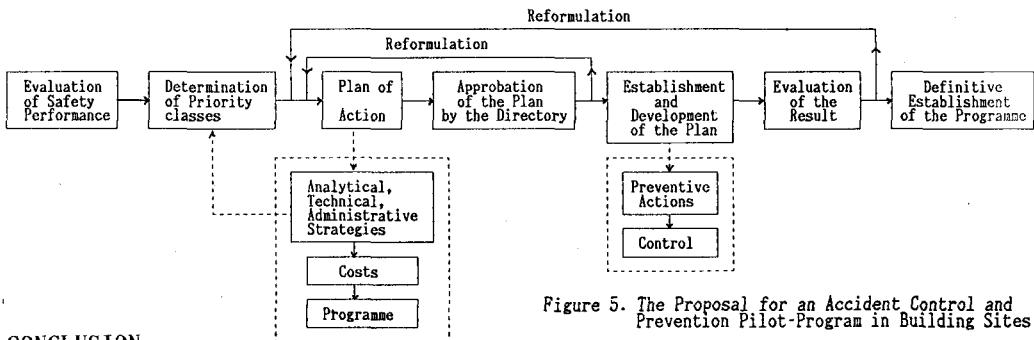 Reformulation
Reformulation
Evaluation
of Safety
Performance
Determination
of Priority
classes
Plan of
Action
Approbation
of the Plan
by the Directory
Establishment
and
Development
of the Plan
Evaluation
of the
Result
Definitive
Establishment
of the Programme
Analytical,
Technical,
Administrative
Strategies
Costs
Programme
Preventive
Actions
Control
Figure 5. The Proposal for an Accident Control and
Prevention Pilot-Program in Building Sites
CONCLUSION